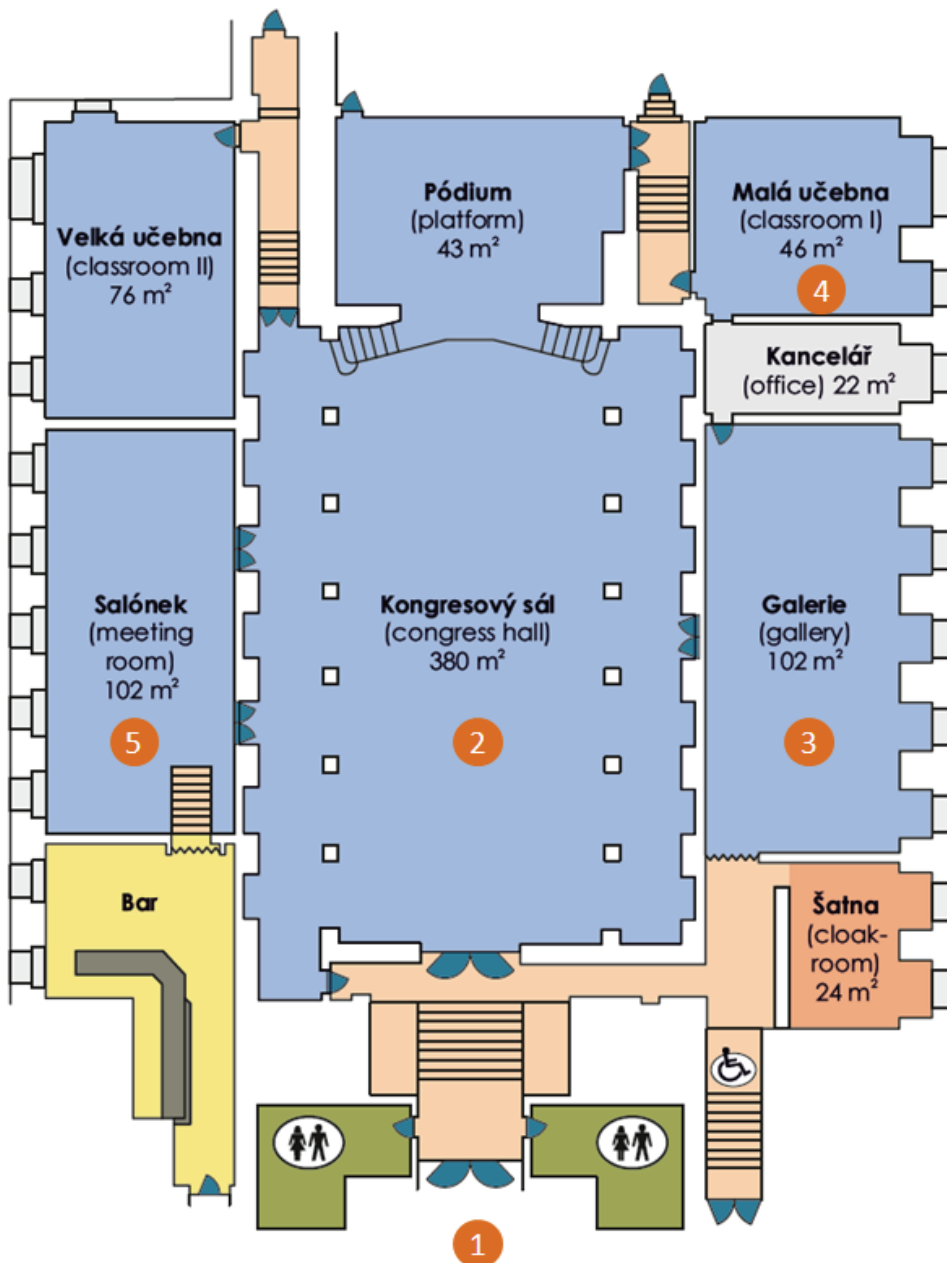 Velká učebna
(classroom II)
76 m²
Pódium
(platform)
43 m²
Malá učebna
(classroom I)
46 m²
4
Kancelář
(office) 22 m²
Salónek
(meeting
room)
102 m²
5
Kongresový sál
(congress hall)
380 m²
2
Galerie
(gallery)
102 m²
3
Bar
Šatna
(cloak-
room)
24 m²
1